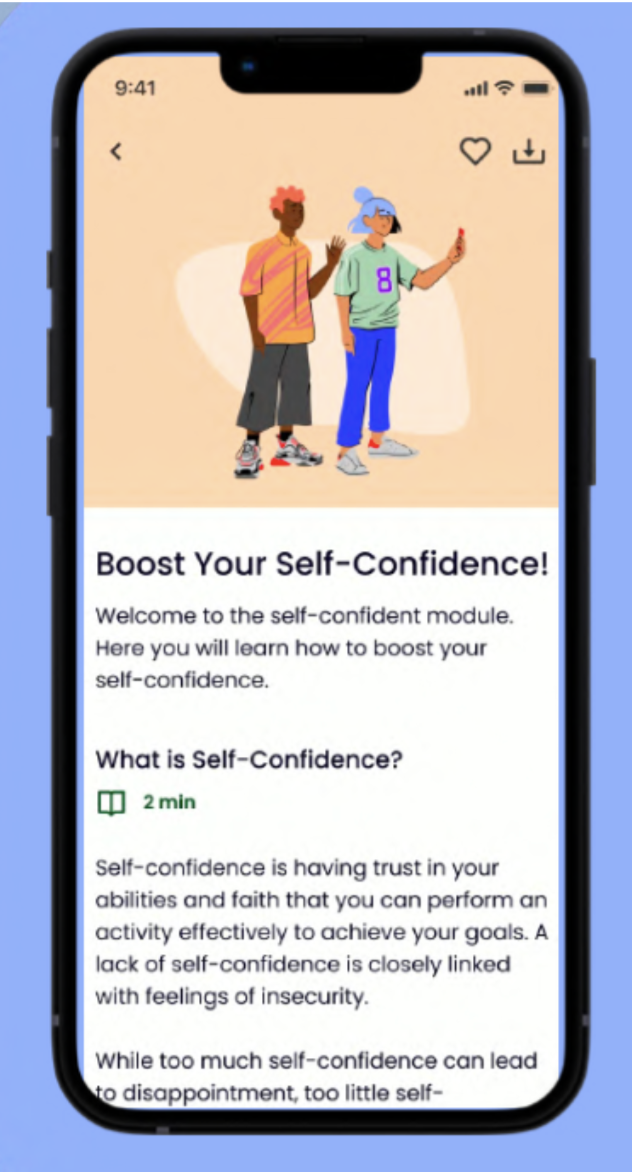 9:41
8
Boost Your Self-Confidence!
Welcome to the self-confident module.
Here you will learn how to boost your
self-confidence.
What is Self-Confidence?
2 min
Self-confidence is having trust in your
abilities and faith that you can perform an
activity effectively to achieve your goals. A
lack of self-confidence is closely linked
with feelings of insecurity.
While too much self-confidence can lead
to disappointment, too little self-